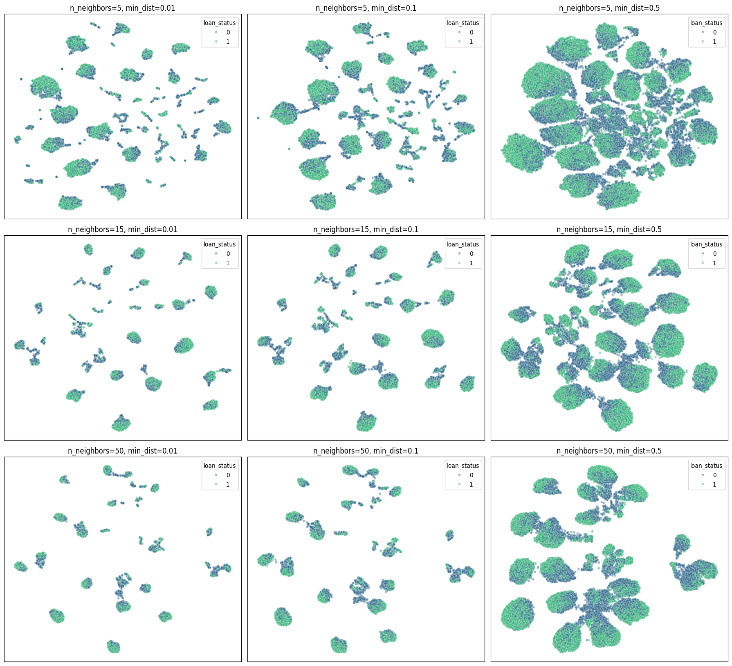 n_neighbors=5, min_dist=0.01
loan_status
0
1
n_neighbors=5, min_dist=0.1
loan_status
0
1
n_neighbors=5, min_dist=0.5
loan_status
0
1
n_neighbors=15, min_dist=0.01
loan_status
0
1
n_neighbors=15, min_dist=0.1
loan_status
0
1
n_neighbors=15, min_dist=0.5
loan_status
0
1
n_neighbors=50, min_dist=0.01
loan_status
0
1
n_neighbors=50, min_dist=0.1
loan_status
0
1
n_neighbors=50, min_dist=0.5
loan_status
0
1